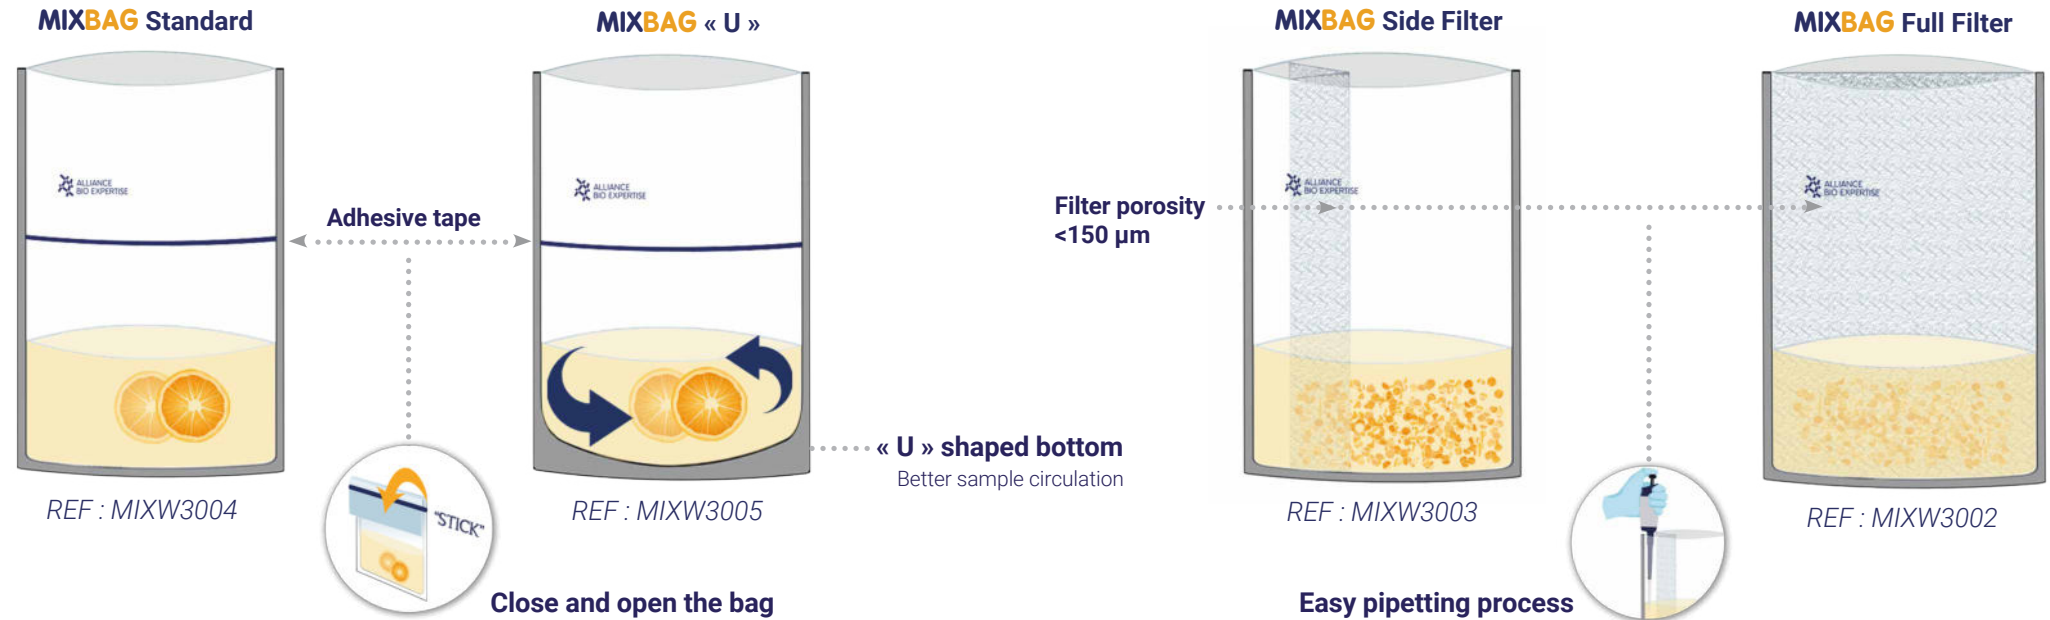 MIXBAG Standard
MIXBAG « U »
MIXBAG Side Filter
MIXBAG Full Filter
ALLIANCE
BIO EXPERTISE
ALLIANCE
BIO EXPERTISE
ALLIANCE
BIO EXPERTISE
ALLIANCE
BIO EXPERTISE
Adhesive tape
Filter porosity
<150 µm
« U » shaped bottom
Better sample circulation
REF : MIXW3004
REF : MIXW3005
REF : MIXW3003
REF : MIXW3002
"STICK"
Close and open the bag
Easy pipetting process